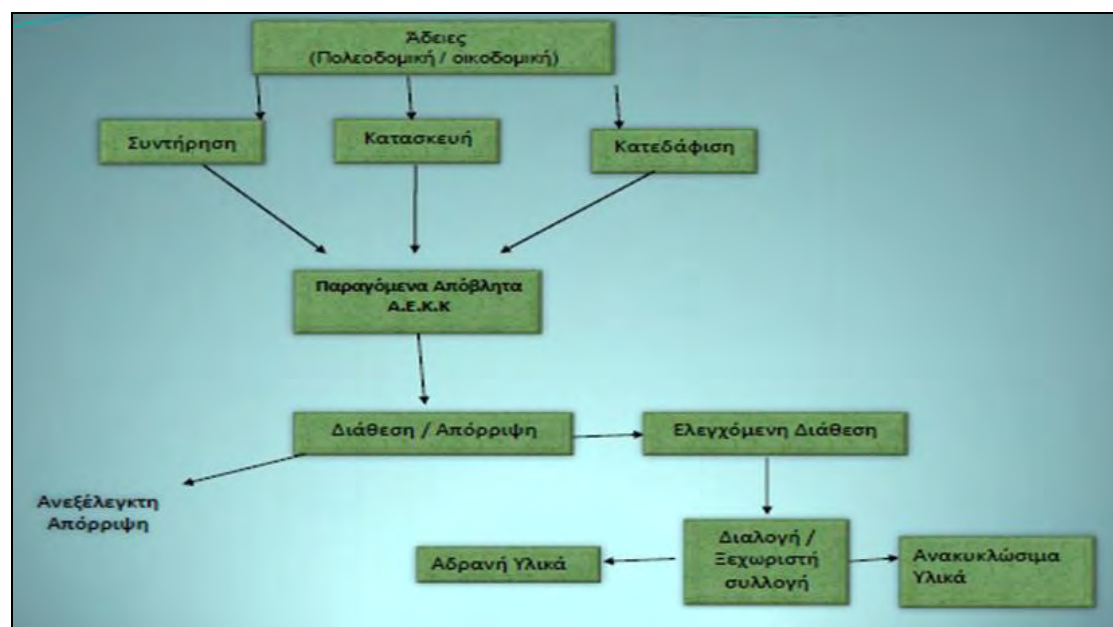 Άδειες
(Πολεοδομική / οικοδομική)
Συντήρηση
Κατασκευή
Κατεδάφιση
Παραγόμενα Απόβλητα
Α.Ε.Κ.Κ
Διάθεση / Απόρριψη
Ελεγχόμενη Διάθεση
Ανεξέλεγκτη
Απόρριψη
Αδρανή Υλικά
Διαλογή /
Ξεχωριστή
συλλογή
Ανακυκλώσιμα
Υλικά